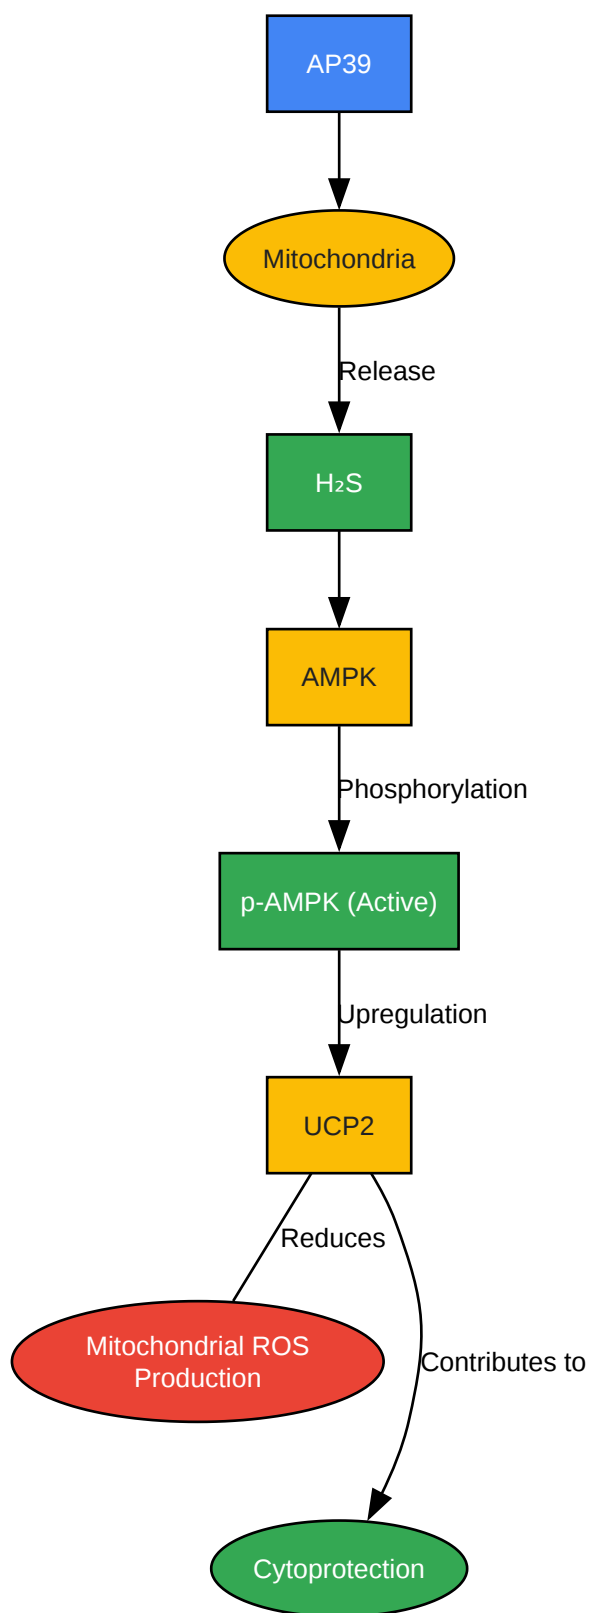 AP39
Mitochondria
Release
H₂S
AMPK
Phosphorylation
p-AMPK (Active)
Upregulation
UCP2
Reduces
Mitochondrial ROS
Production
Contributes to
Cytoprotection